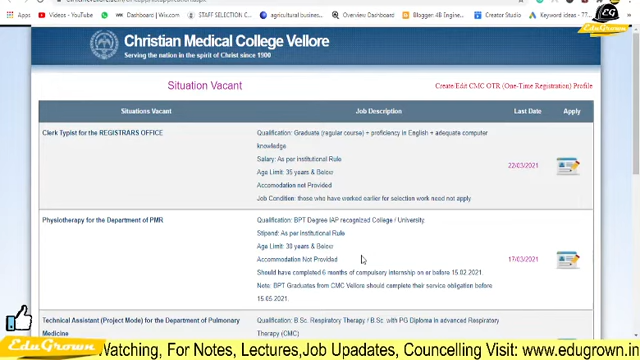 Apps
YouTube
WhatsApp
Dashboard | Wix.com
STAFF SELECTION C...
agricultural busine...
Overview Dashboard
Blogger 4B Engine...
Creator Studio
Keyword ideas - 77...
CG
EduGrown
Christian Medical College Vellore
Serving the nation in the spirit of Christ since 1900
Situation Vacant
Create/Edit CMC OTR (One-Time Registration) Profile
Situations Vacant Job Description Last Date Apply
Clerk Typist for the REGISTRARS OFFICE
Qualification: Graduate (regular course) + proficiency in English + adequate computer
knowledge
Salary: As per Institutional Rule
Age Limit: 35 years & Below
Accomodation not Provided
Job Condition: those who have worked earlier for selection work need not apply.
22/03/2021
Physiotherapy for the Department of PMR
Qualification: BPT Degree IAP recognized College / University.
Stipend: As per Institutional Rule
Age Limit: 30 years & Below
Accommodation Not Provided
Should have completed 6 months of compulsory internship on or before 15.02.2021.
Note: BPT Graduates from CMC Vellore should complete their service obligation before
15.05.2021.
17/03/2021
Technical Assistant (Project Mode) for the Department of Pulmonary
Medicine
Qualification: B.Sc. Respiratory Therapy / B.Sc. with PG Diploma in advanced Respiratory
Therapy (CMC)
EduGrown
Watching, For Notes, Lectures,Job Upadates, Councelling Visit: www.edugrown.in